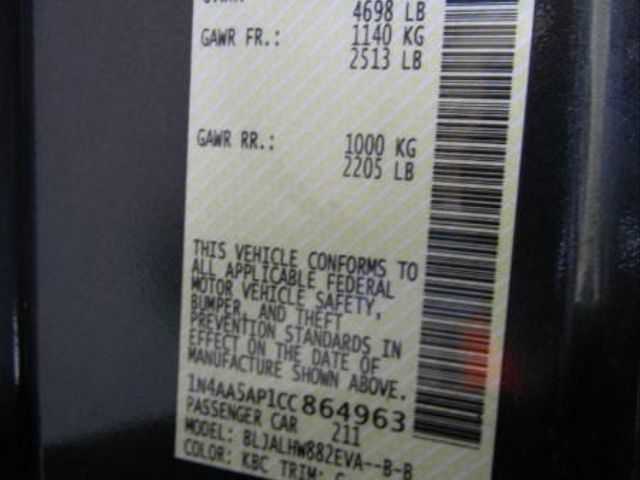 4698 LB
GAWR FR.: 1140 KG
2513 LB
GAWR RR.: 1000 KG
2205 LB
THIS VEHICLE CONFORMS TO
ALL APPLICABLE FEDERAL
MOTOR VEHICLE SAFETY,
BUMPER, AND THEFT
PREVENTION STANDARDS IN
EFFECT ON THE DATE OF
MANUFACTURE SHOWN ABOVE.
1N4AA5AP1CC864963
PASSENGER CAR 211
MODEL: BLJALHW882EVA--B-B
COLOR: KBC TRIM: